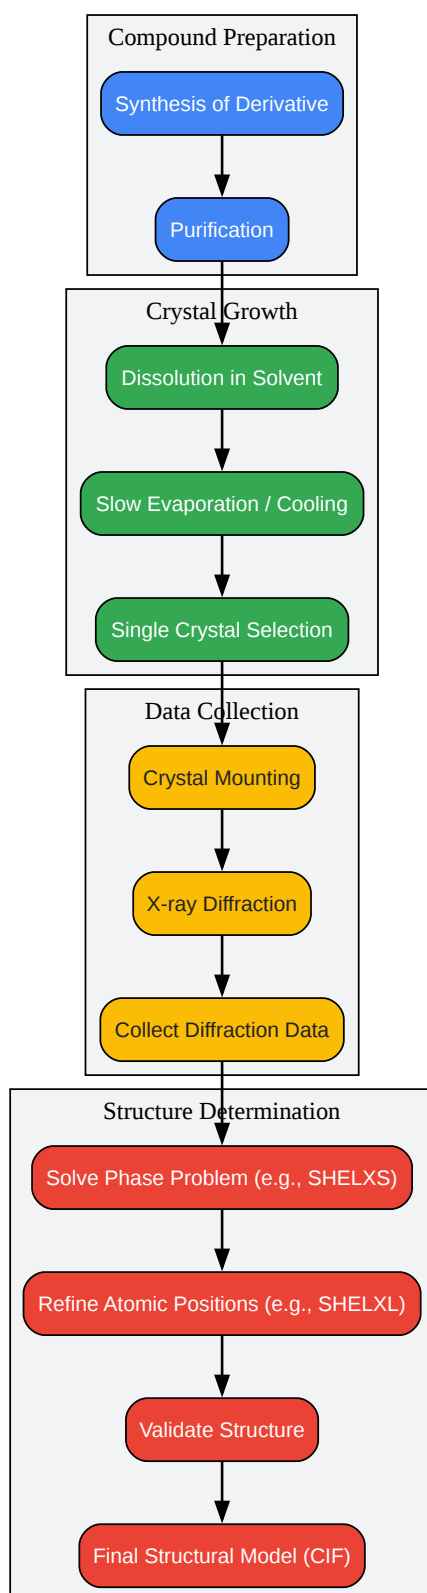 Compound Preparation
Synthesis of Derivative
Purification
Crystal Growth
Dissolution in Solvent
Slow Evaporation / Cooling
Single Crystal Selection
Data Collection
Crystal Mounting
X-ray Diffraction
Collect Diffraction Data
Structure Determination
Solve Phase Problem (e.g., SHELXS)
Refine Atomic Positions (e.g., SHELXL)
Validate Structure
Final Structural Model (CIF)